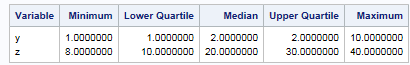 Variable Minimum Lower Quartile Median Upper Quartile Maximum
y 1.0000000 1.0000000 2.0000000 2.0000000 10.0000000
z 8.0000000 10.0000000 20.0000000 30.0000000 40.0000000